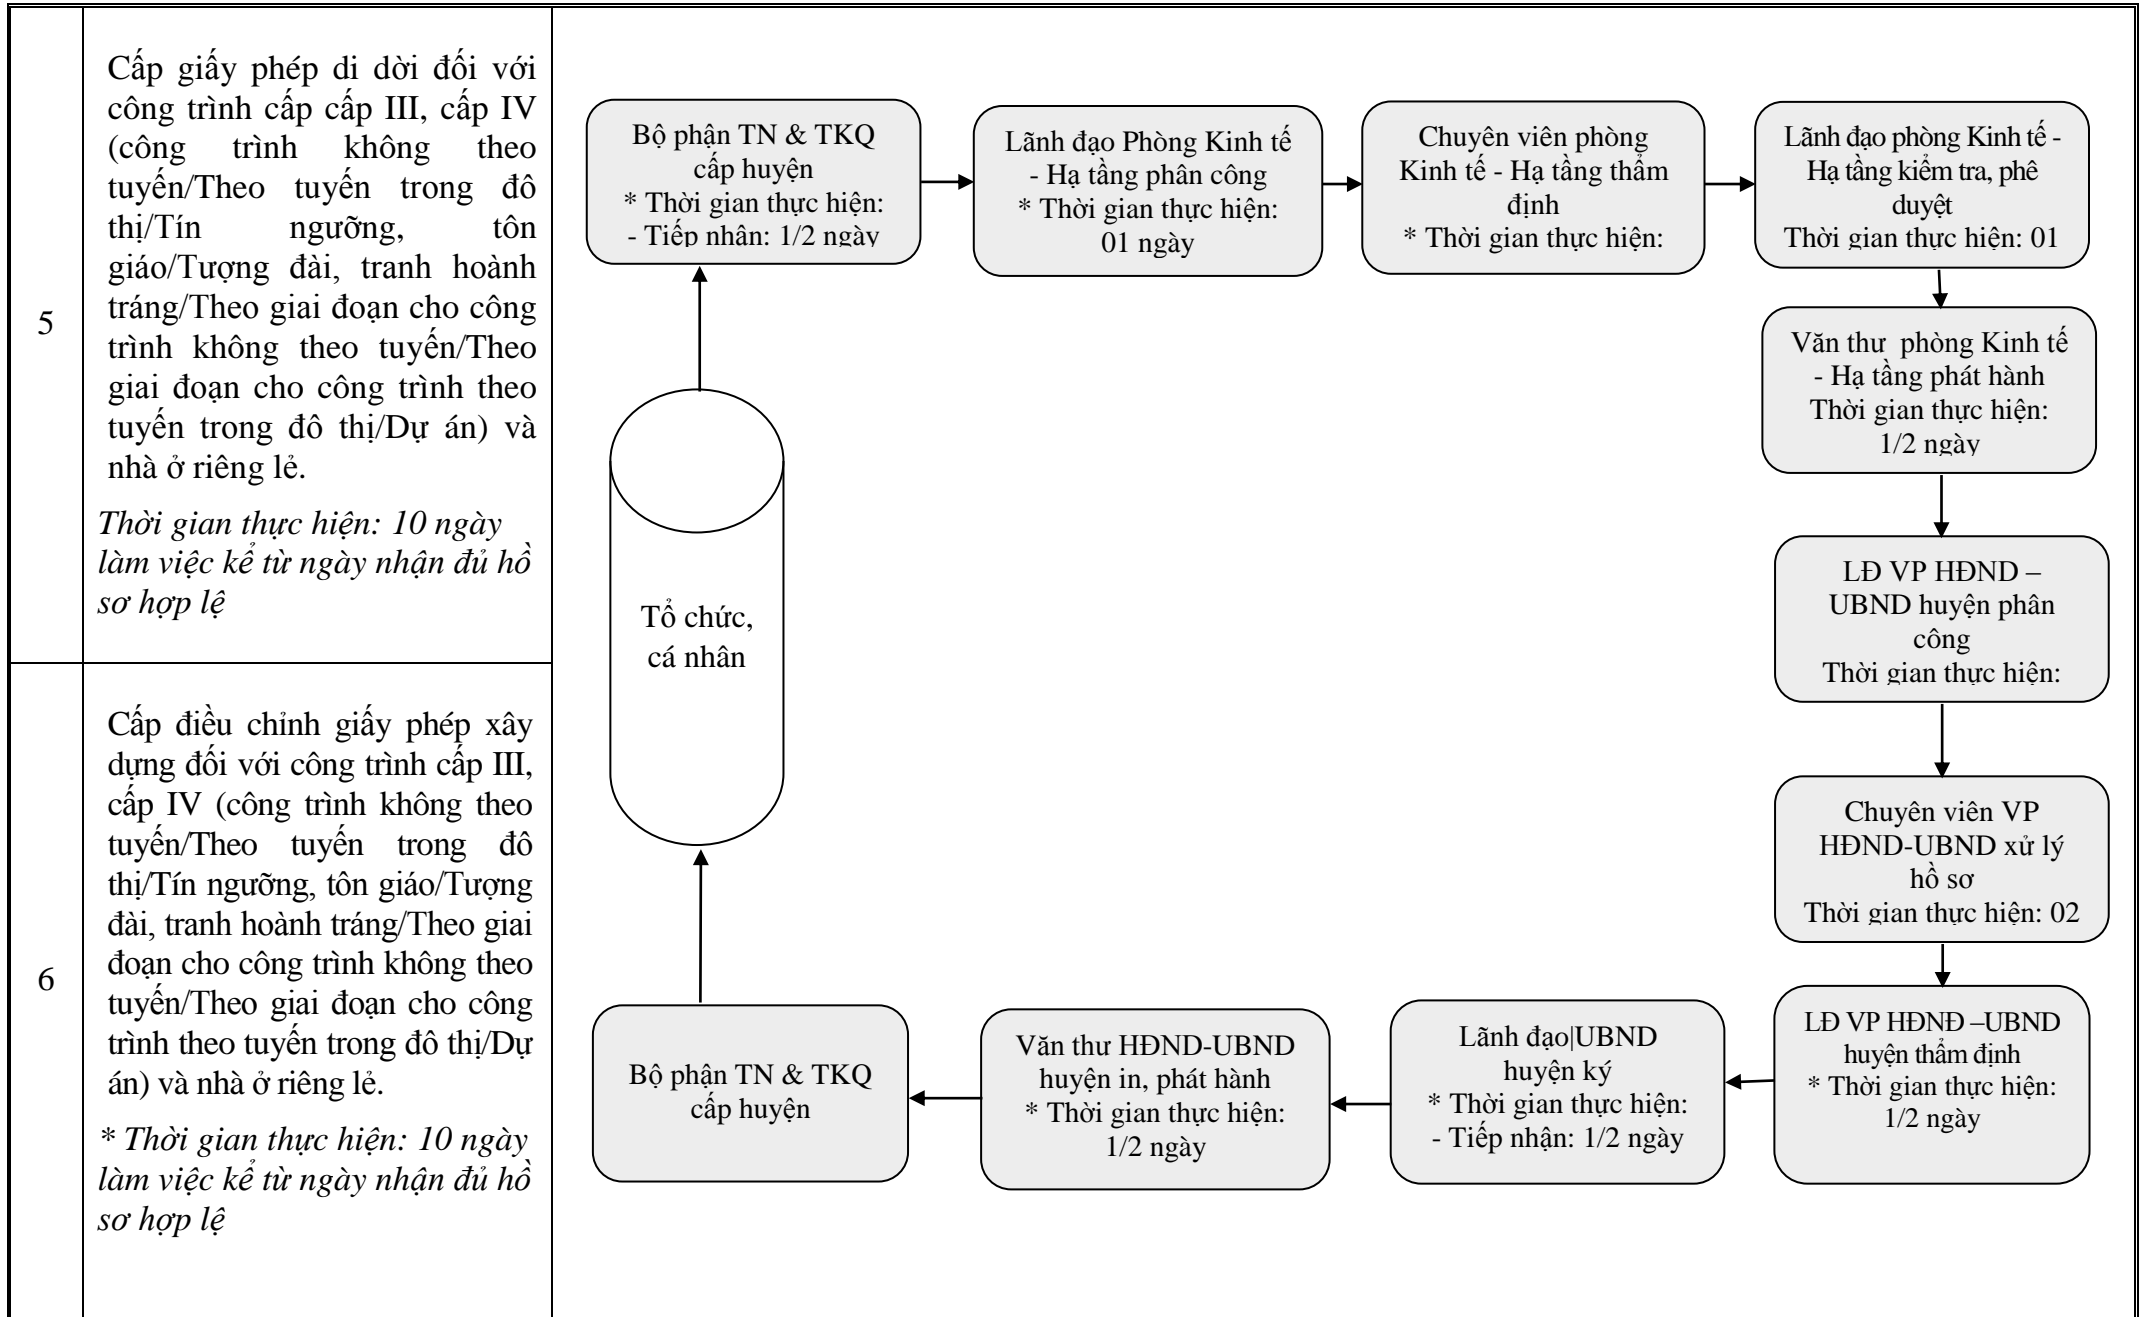 5
Cấp giấy phép di dời đối với
công trình cấp cấp III, cấp IV
(công trình không theo
tuyến/Theo tuyến trong đô
thị/Tín ngưỡng, tôn
giáo/Tượng đài, tranh hoành
tráng/Theo giai đoạn cho công
trình không theo tuyến/Theo
giai đoạn cho công trình theo
tuyến trong đô thị/Dự án) và
nhà ở riêng lẻ.
Thời gian thực hiện: 10 ngày
làm việc kể từ ngày nhận đủ hồ
sơ hợp lệ
6
Cấp điều chỉnh giấy phép xây
dựng đối với công trình cấp III,
cấp IV (công trình không theo
tuyến/Theo tuyến trong đô
thị/Tín ngưỡng, tôn giáo/Tượng
đài, tranh hoành tráng/Theo giai
đoạn cho công trình không theo
tuyến/Theo giai đoạn cho công
trình theo tuyến trong đô thị/Dự
án) và nhà ở riêng lẻ.
* Thời gian thực hiện: 10 ngày
làm việc kể từ ngày nhận đủ hồ
sơ hợp lệ
Bộ phận TN & TKQ
cấp huyện
* Thời gian thực hiện:
- Tiếp nhận: 1/2 ngày
Lãnh đạo Phòng Kinh tế
- Hạ tầng phân công
* Thời gian thực hiện:
01 ngày
Chuyên viên phòng
Kinh tế - Hạ tầng thẩm
định
* Thời gian thực hiện:
Lãnh đạo phòng Kinh tế -
Hạ tầng kiểm tra, phê
duyệt
Thời gian thực hiện: 01
Văn thư phòng Kinh tế
- Hạ tầng phát hành
Thời gian thực hiện:
1/2 ngày
LĐ VP HĐND –
UBND huyện phân
công
Thời gian thực hiện:
Chuyên viên VP
HĐND-UBND xử lý
hồ sơ
Thời gian thực hiện: 02
LĐ VP HĐNĐ –UBND
huyện thẩm định
* Thời gian thực hiện:
1/2 ngày
Lãnh đạo|UBND
huyện ký
* Thời gian thực hiện:
- Tiếp nhận: 1/2 ngày
Văn thư HĐND-UBND
huyện in, phát hành
* Thời gian thực hiện:
1/2 ngày
Bộ phận TN & TKQ
cấp huyện
Tổ chức,
cá nhân